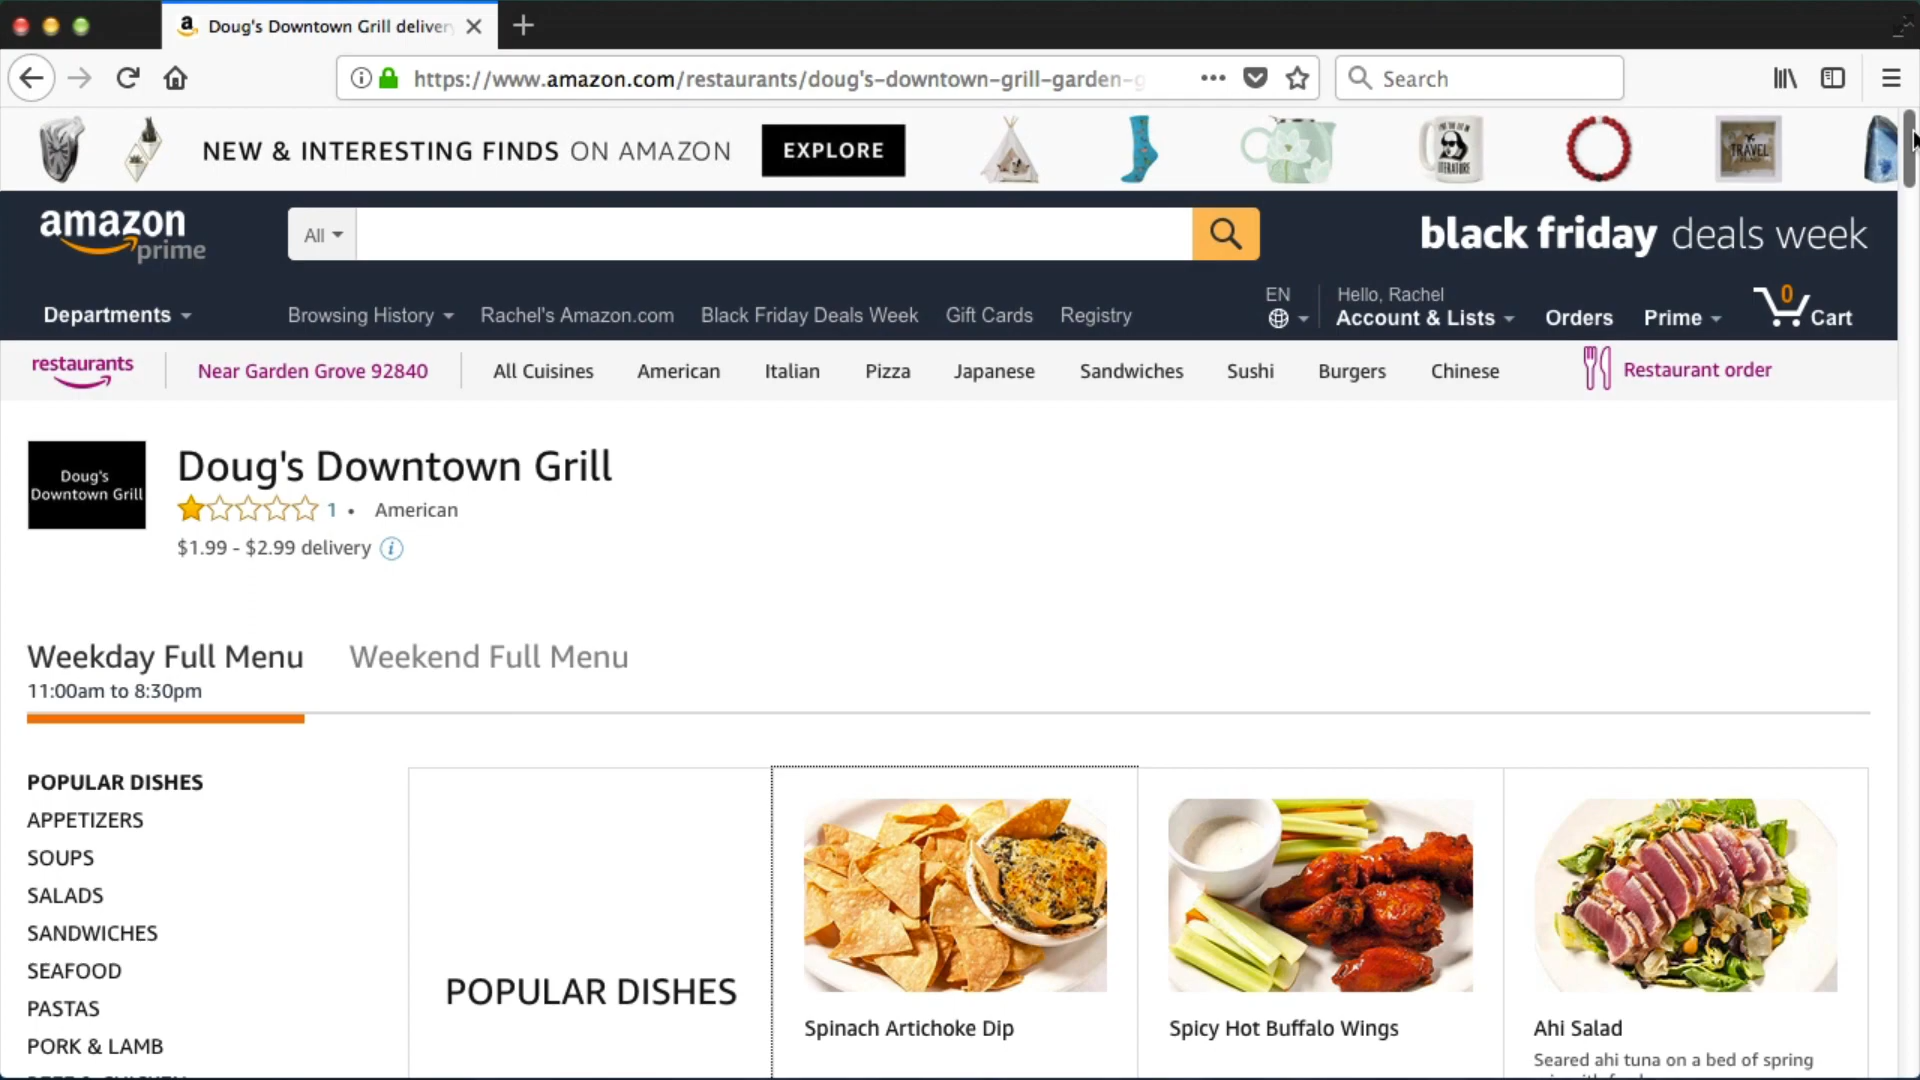 Doug's Downtown Grill deliver
https://www.amazon.com/restaurants/doug's-downtown-grill-garden-g
Search
NEW & INTERESTING FINDS ON AMAZON
EXPLORE
LITERATURE
TRAVEL
amazon
prime
All
black friday deals week
Departments
Browsing History
Rachel's Amazon.com
Black Friday Deals Week
Gift Cards
Registry
EN
Hello, Rachel
Account & Lists
Orders
Prime
0
Cart
restaurants
Near Garden Grove 92840
All Cuisines
American
Italian
Pizza
Japanese
Sandwiches
Sushi
Burgers
Chinese
Restaurant order
Doug's
Downtown Grill
Doug's Downtown Grill
1 • American
$1.99 - $2.99 delivery
Weekday Full Menu
11:00am to 8:30pm
Weekend Full Menu
POPULAR DISHES
APPETIZERS
SOUPS
SALADS
SANDWICHES
SEAFOOD
PASTAS
PORK & LAMB
POPULAR DISHES
Spinach Artichoke Dip
Spicy Hot Buffalo Wings
Ahi Salad
Seared ahi tuna on a bed of spring